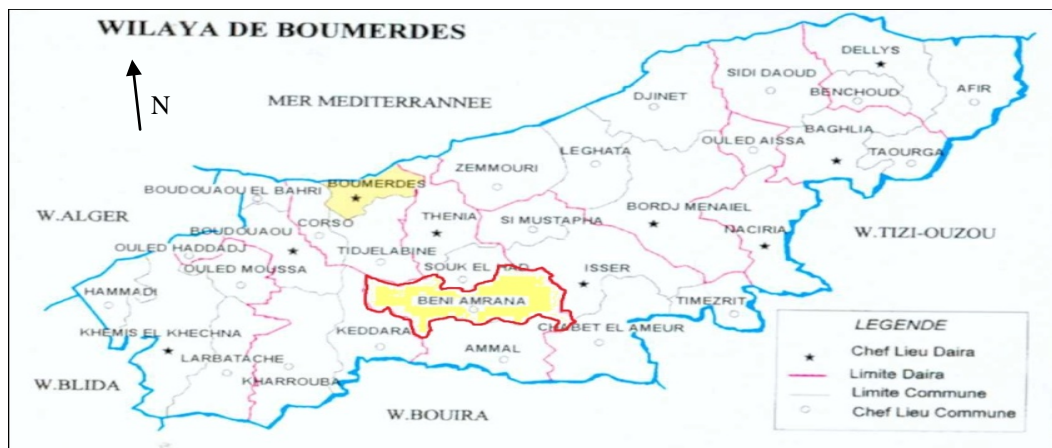 WILAYA DE BOUMERDES
N
MER MEDITERRANNEE
DELLYS
SIDI DAOUD
BENCHOUD
AFIR
DJINET
BAGHLIA
OULED AISSA
TAOURGA
LEGHATA
ZEMMOURI
BOUMERDES
BOUDOUAOU EL BAHRI
W.ALGER
CORSO
THENIA
SI MUSTAPHA
BORDJ MENAIEL
NACIRIA
W.TIZI-OUZOU
BOUDOUAOU
OULED HADDADJ
TIDJELABINE
OULED MOUSSA
SOUK EL HAD
ISSER
HAMMADI
BENI AMRANA
TIMEZRIT
KHEMIS EL KHECHNA
KEDDARA
CHABET EL AMEUR
LARBATACHE
AMMAL
KHARROUBA
W.BLIDA
W.BOUIRA
LEGENDE
Chef Lieu Daira
Limite Daira
Limite Commune
Chef Lieu Commune